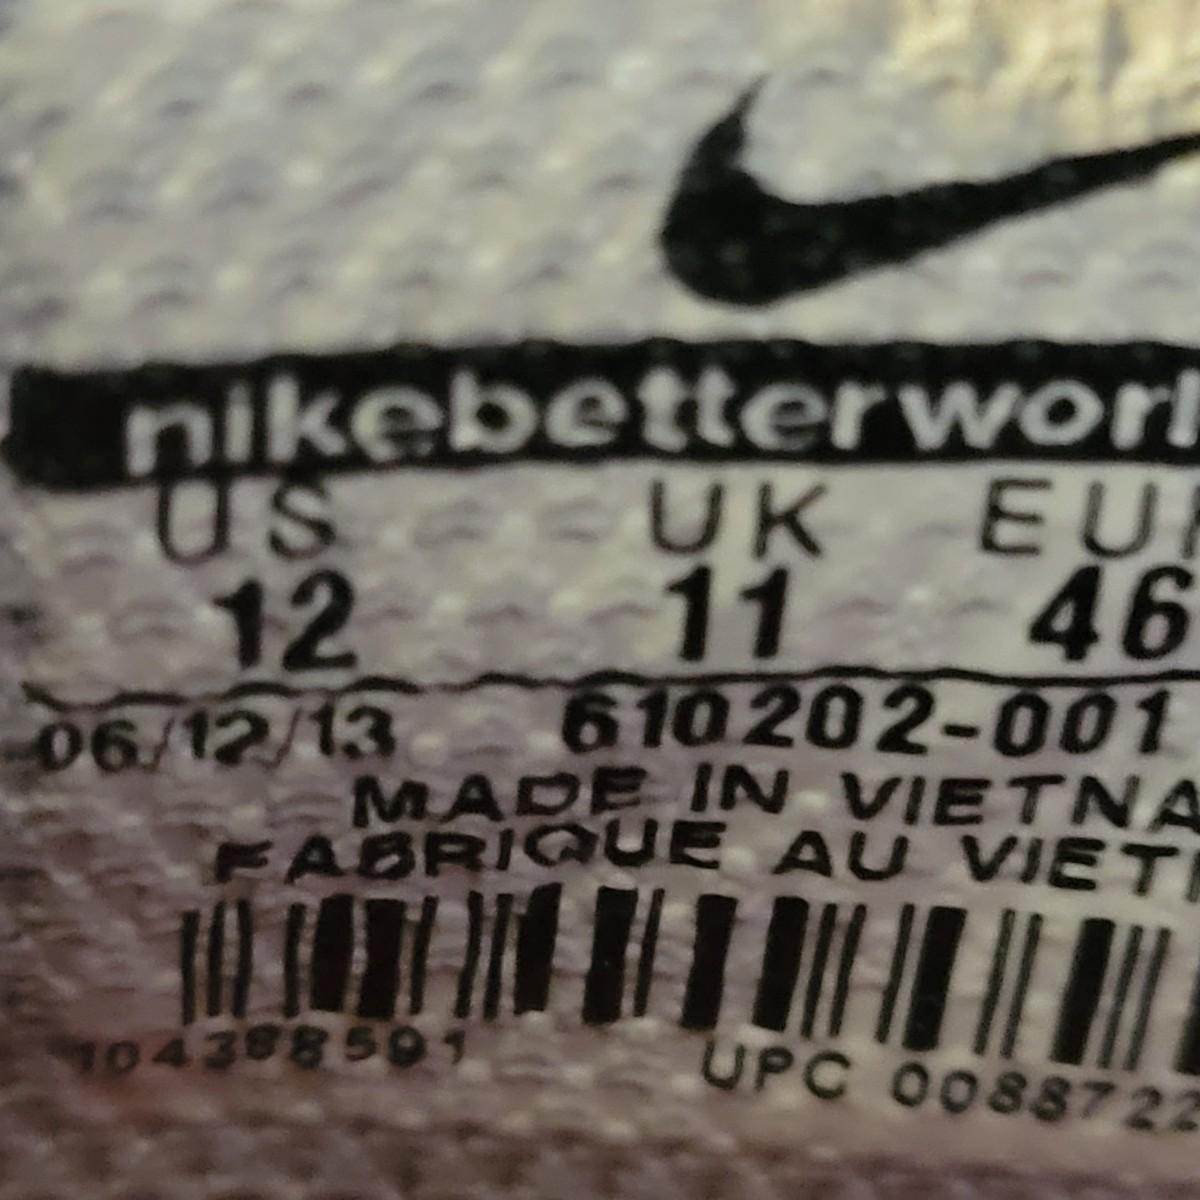 nikebetterworl
US UK EU
12 11 46
06/12/13 610202-001
MADE IN VIETNA
FABRIQUE AU VIET
UPC 0088722